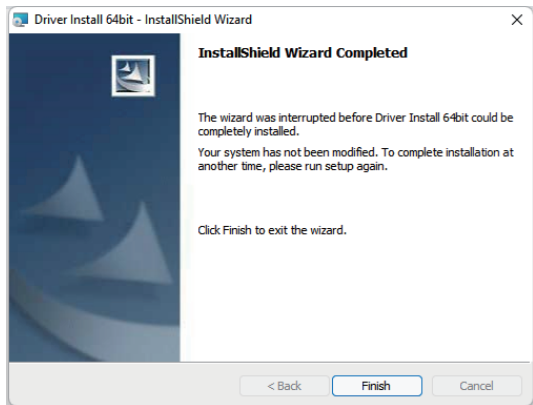 Driver Install 64bit - InstallShield Wizard
InstallShield Wizard Completed
The wizard was interrupted before Driver Install 64bit could be
completely installed.
Your system has not been modified. To complete installation at
another time, please run setup again.
Click Finish to exit the wizard.
< Back Finish Cancel